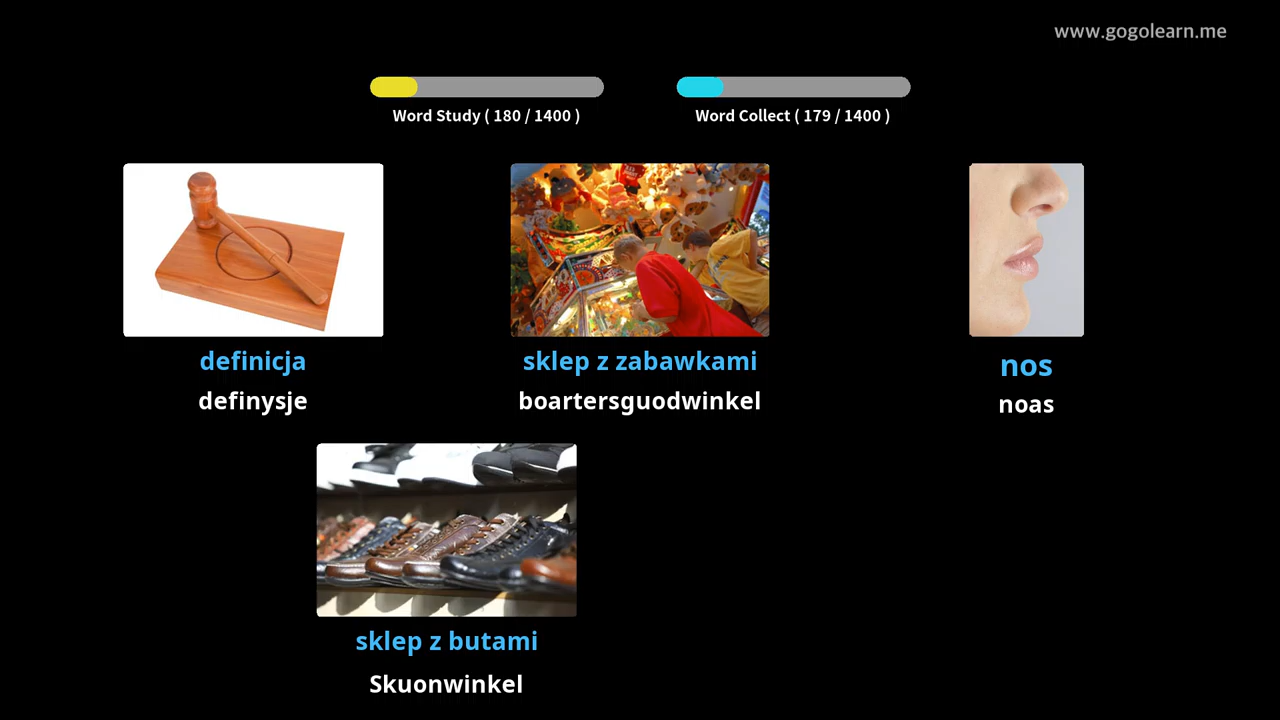 www.gogolearn.me
Word Study ( 180 / 1400 )
Word Collect ( 179 / 1400 )
definicja
definysje
sklep z zabawkami
boartersguodwinkel
nos
noas
sklep z butami
Skuonwinkel